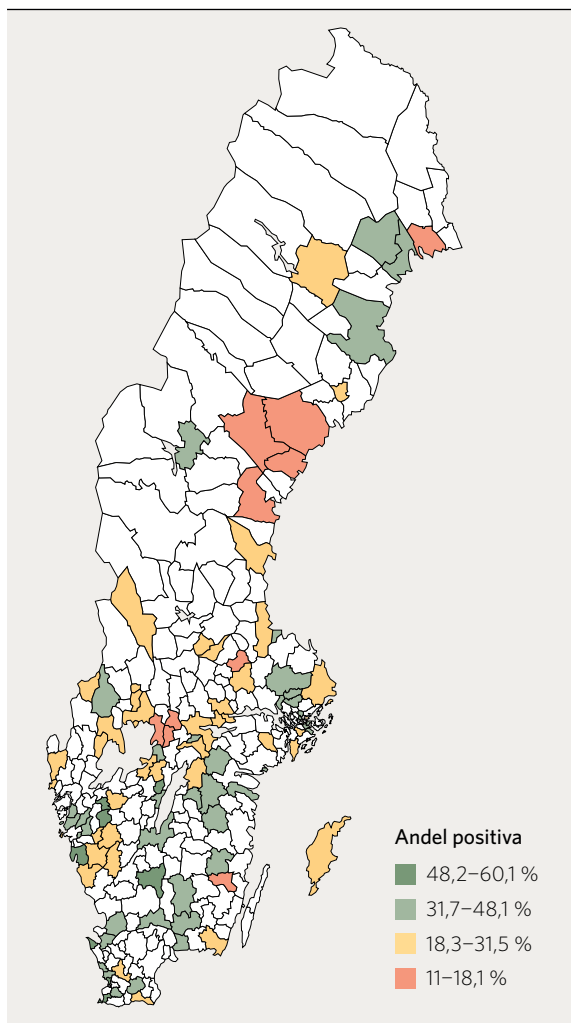 Andel positiva
48,2–60,1 %
31,7–48,1 %
18,3–31,5 %
11–18,1 %